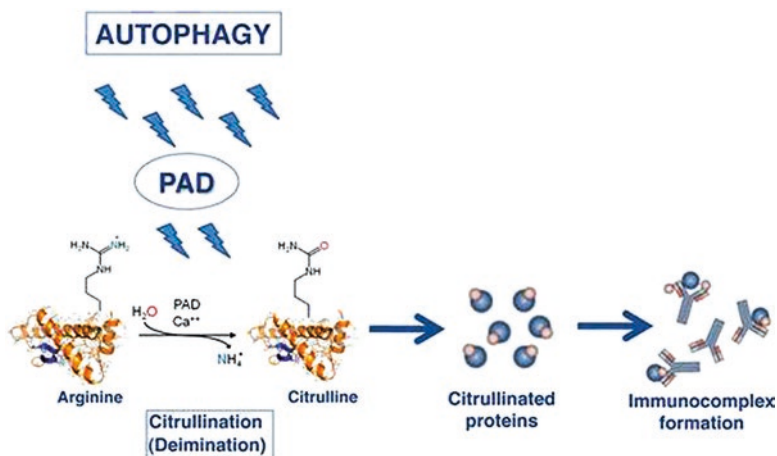 AUTOPHAGY
PAD
H₂N
NH₂⁺
NH
H₂N
O
NH
H₂O
PAD
Ca⁺⁺
NH₄⁺
Arginine
Citrulline
Citrullination
(Deimination)
Citrullinated
proteins
Immunocomplex
formation